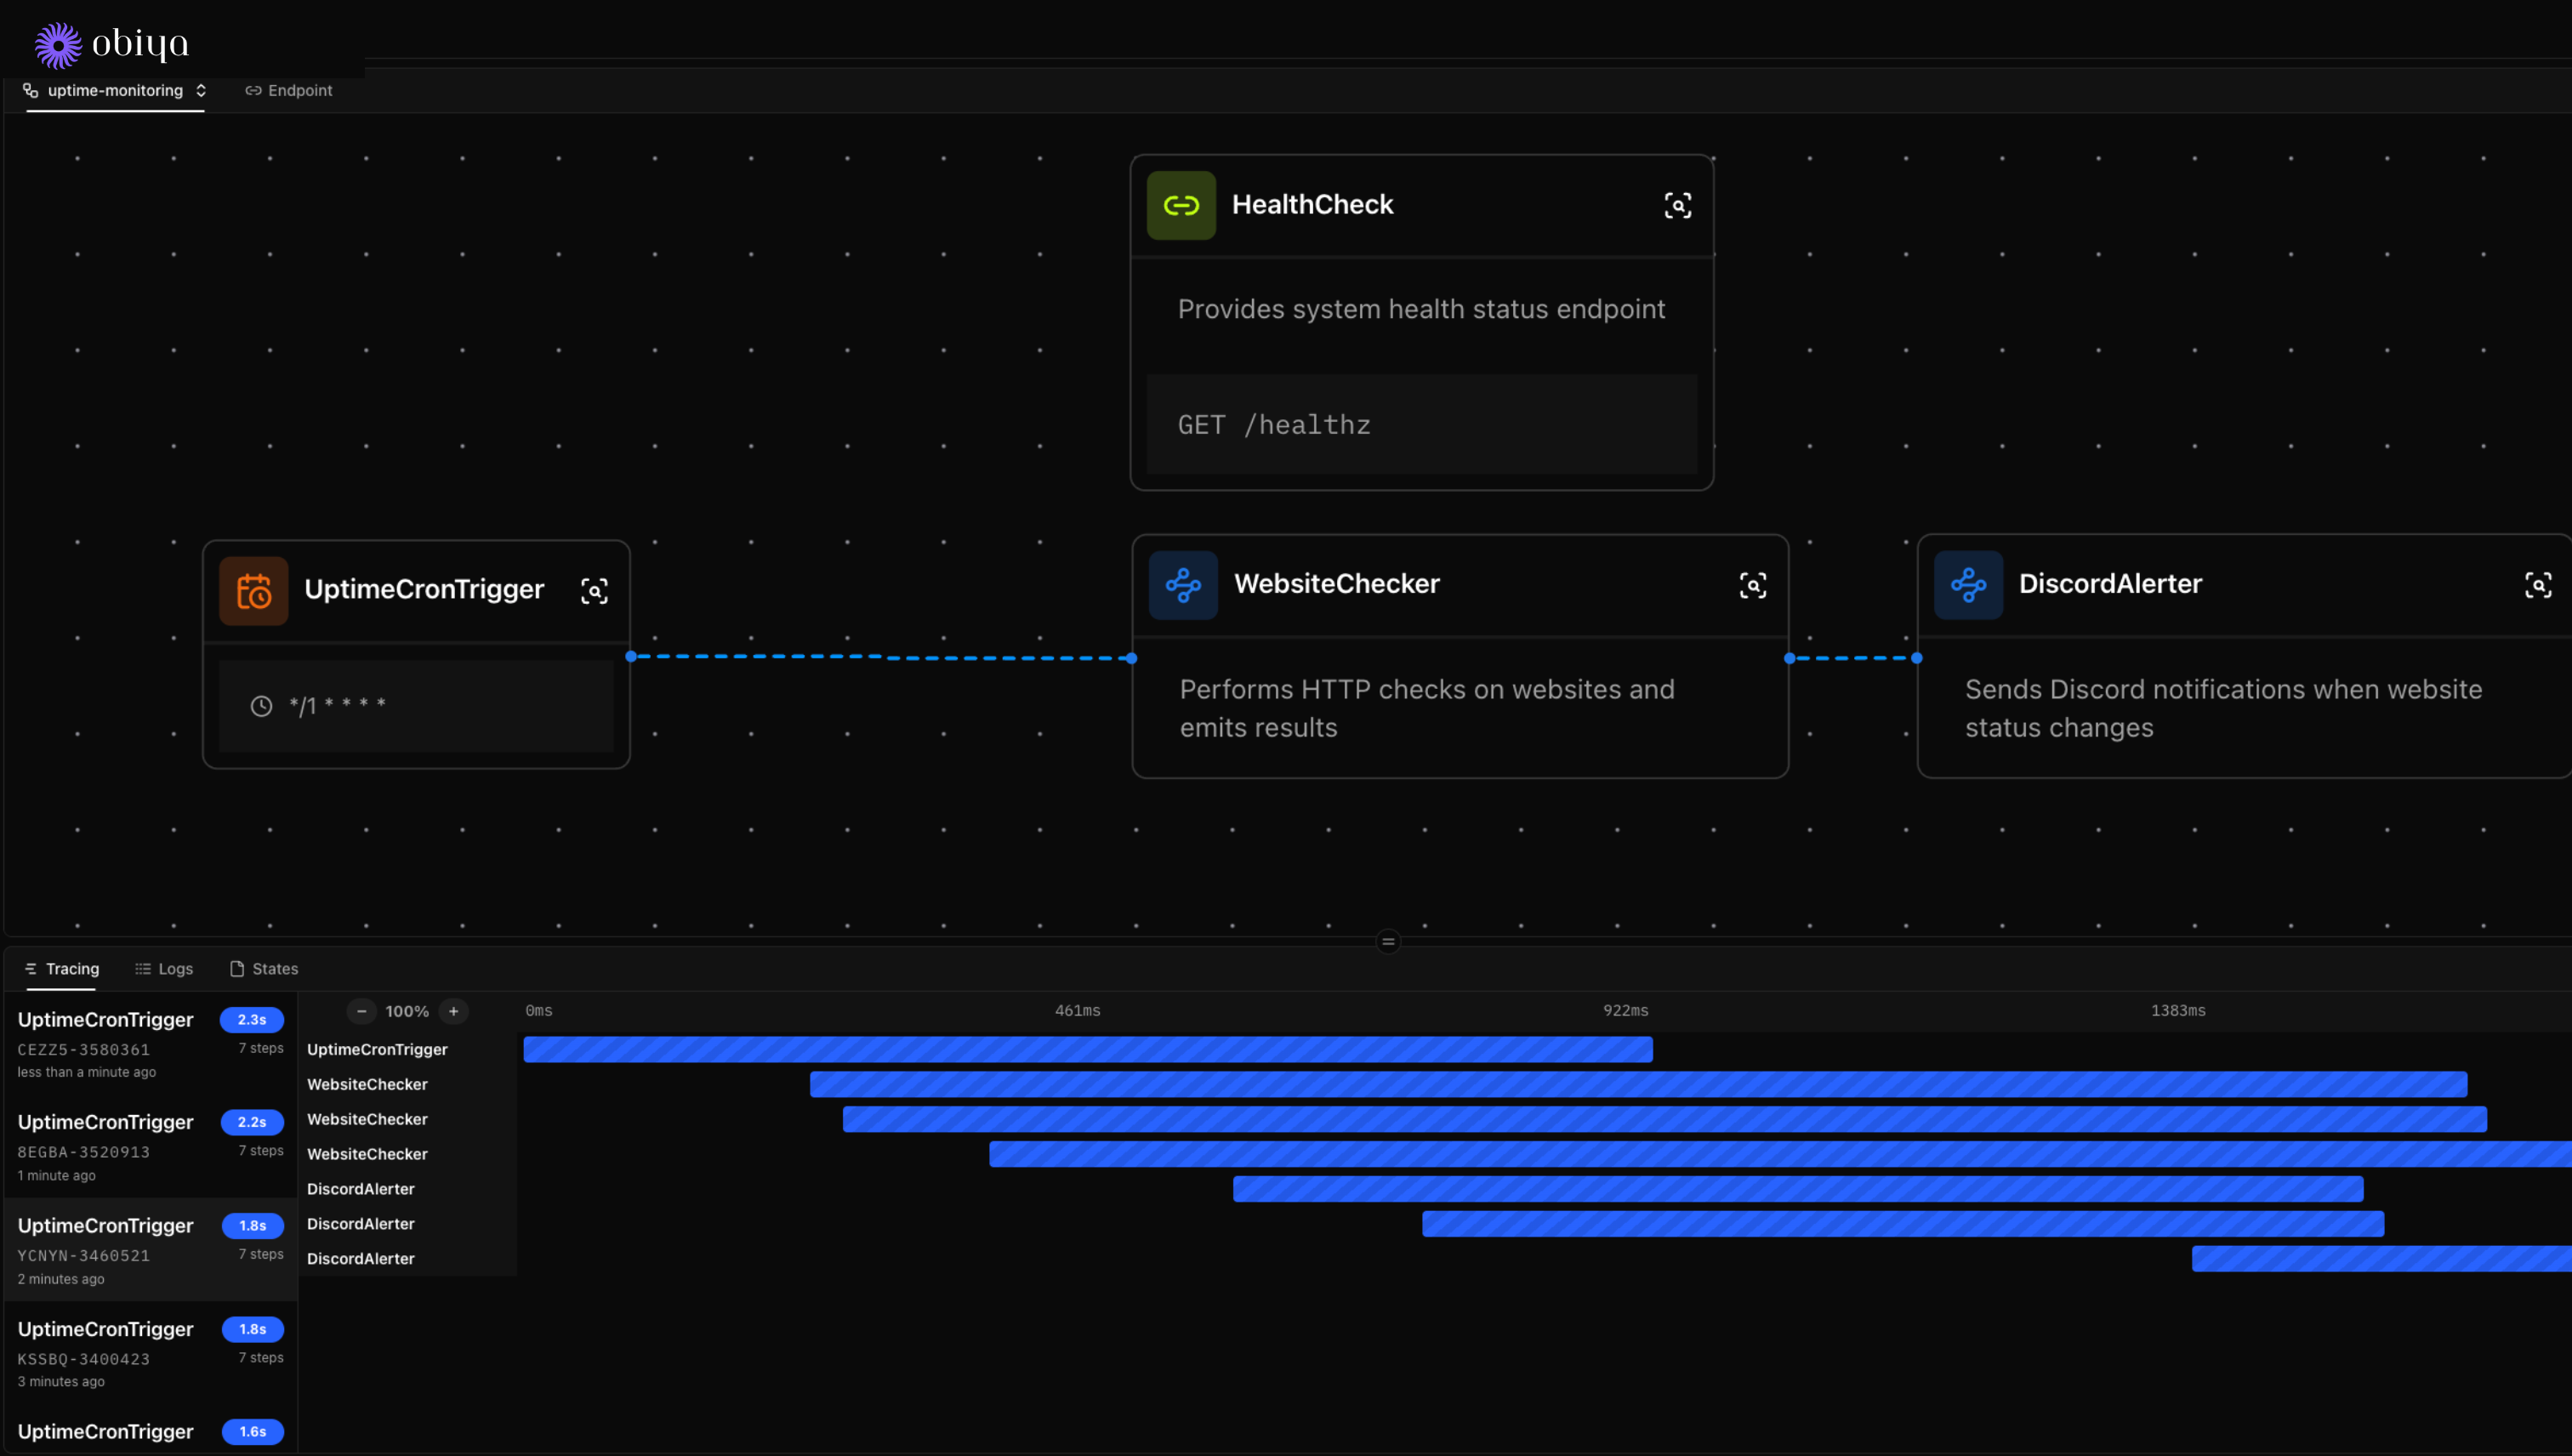 obiya
uptime-monitoring
Endpoint
HealthCheck
Provides system health status endpoint
GET /healthz
UptimeCronTrigger
*/1 * * * *
WebsiteChecker
Performs HTTP checks on websites and
emits results
DiscordAlerter
Sends Discord notifications when website
status changes
Tracing
Logs
States
UptimeCronTrigger 2.3s
CEZZ5-3580361 7 steps
less than a minute ago
UptimeCronTrigger 2.2s
8EGBA-3520913 7 steps
1 minute ago
UptimeCronTrigger 1.8s
YCNYN-3460521 7 steps
2 minutes ago
UptimeCronTrigger 1.8s
KSSBQ-3400423 7 steps
3 minutes ago
UptimeCronTrigger 1.6s
− 100% +
0ms 461ms 922ms 1383ms
UptimeCronTrigger
WebsiteChecker
WebsiteChecker
WebsiteChecker
DiscordAlerter
DiscordAlerter
DiscordAlerter